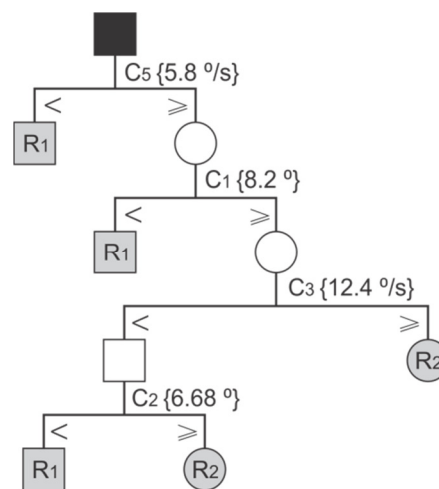 C5 {5.8 º/s}
< ⩾
R1
C1 {8.2 º}
< ⩾
R1
C3 {12.4 º/s}
< ⩾
R2
C2 {6.68 º}
< ⩾
R1 R2